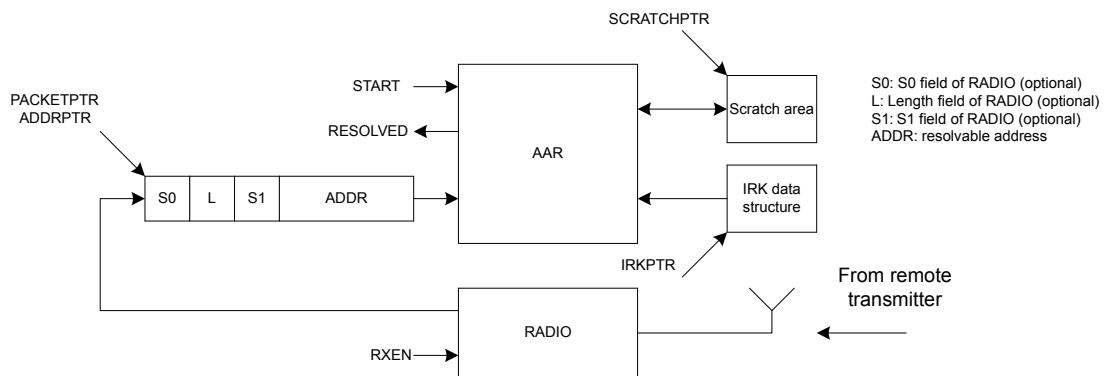 SCRATCHPTR
START
PACKETPTR
ADDRPTR
RESOLVED
AAR
Scratch area
S0: S0 field of RADIO (optional)
L: Length field of RADIO (optional)
S1: S1 field of RADIO (optional)
ADDR: resolvable address
S0 L S1 ADDR
IRK data
structure
IRKPTR
From remote
transmitter
RADIO
RXEN